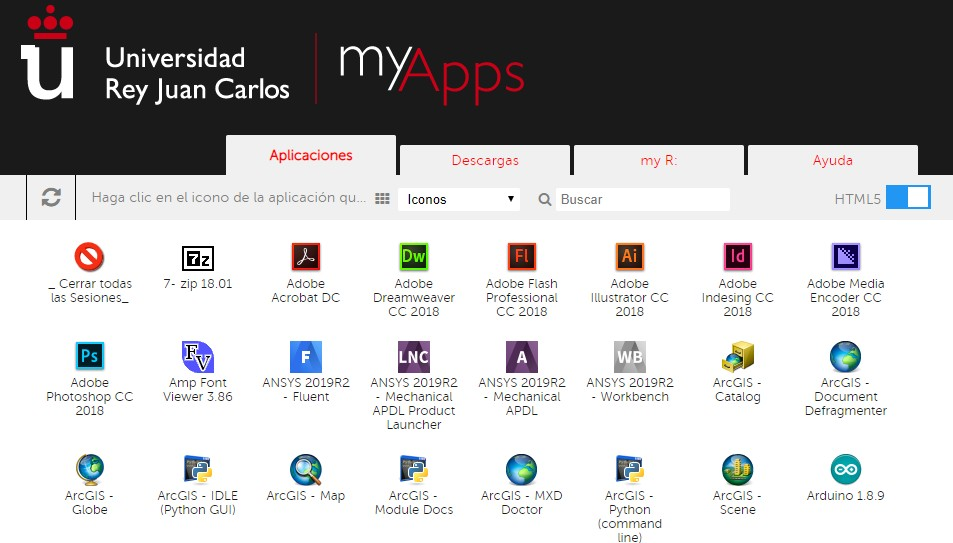 Universidad
Rey Juan Carlos
myApps
Aplicaciones
Descargas
my R:
Ayuda
Haga clic en el icono de la aplicación qu...
Iconos
Buscar
HTML5
_ Cerrar todas
las Sesiones_
7z
7- zip 18.01
Adobe
Acrobat DC
Dw
Adobe
Dreamweaver
CC 2018
Fl
Adobe Flash
Professional
CC 2018
Ai
Adobe
Illustrator CC
2018
Id
Adobe
Indesing CC
2018
Adobe Media
Encoder CC
2018
Ps
Adobe
Photoshop CC
2018
FV
Amp Font
Viewer 3.86
F
ANSYS 2019R2
- Fluent
LNC
ANSYS 2019R2
- Mechanical
APDL Product
Launcher
A
ANSYS 2019R2
- Mechanical
APDL
WB
ANSYS 2019R2
- Workbench
ArcGIS -
Catalog
ArcGIS -
Document
Defragmenter
ArcGIS -
Globe
ArcGIS - IDLE
(Python GUI)
ArcGIS - Map
ArcGIS -
Module Docs
ArcGIS - MXD
Doctor
ArcGIS -
Python
(command
line)
ArcGIS -
Scene
Arduino 1.8.9